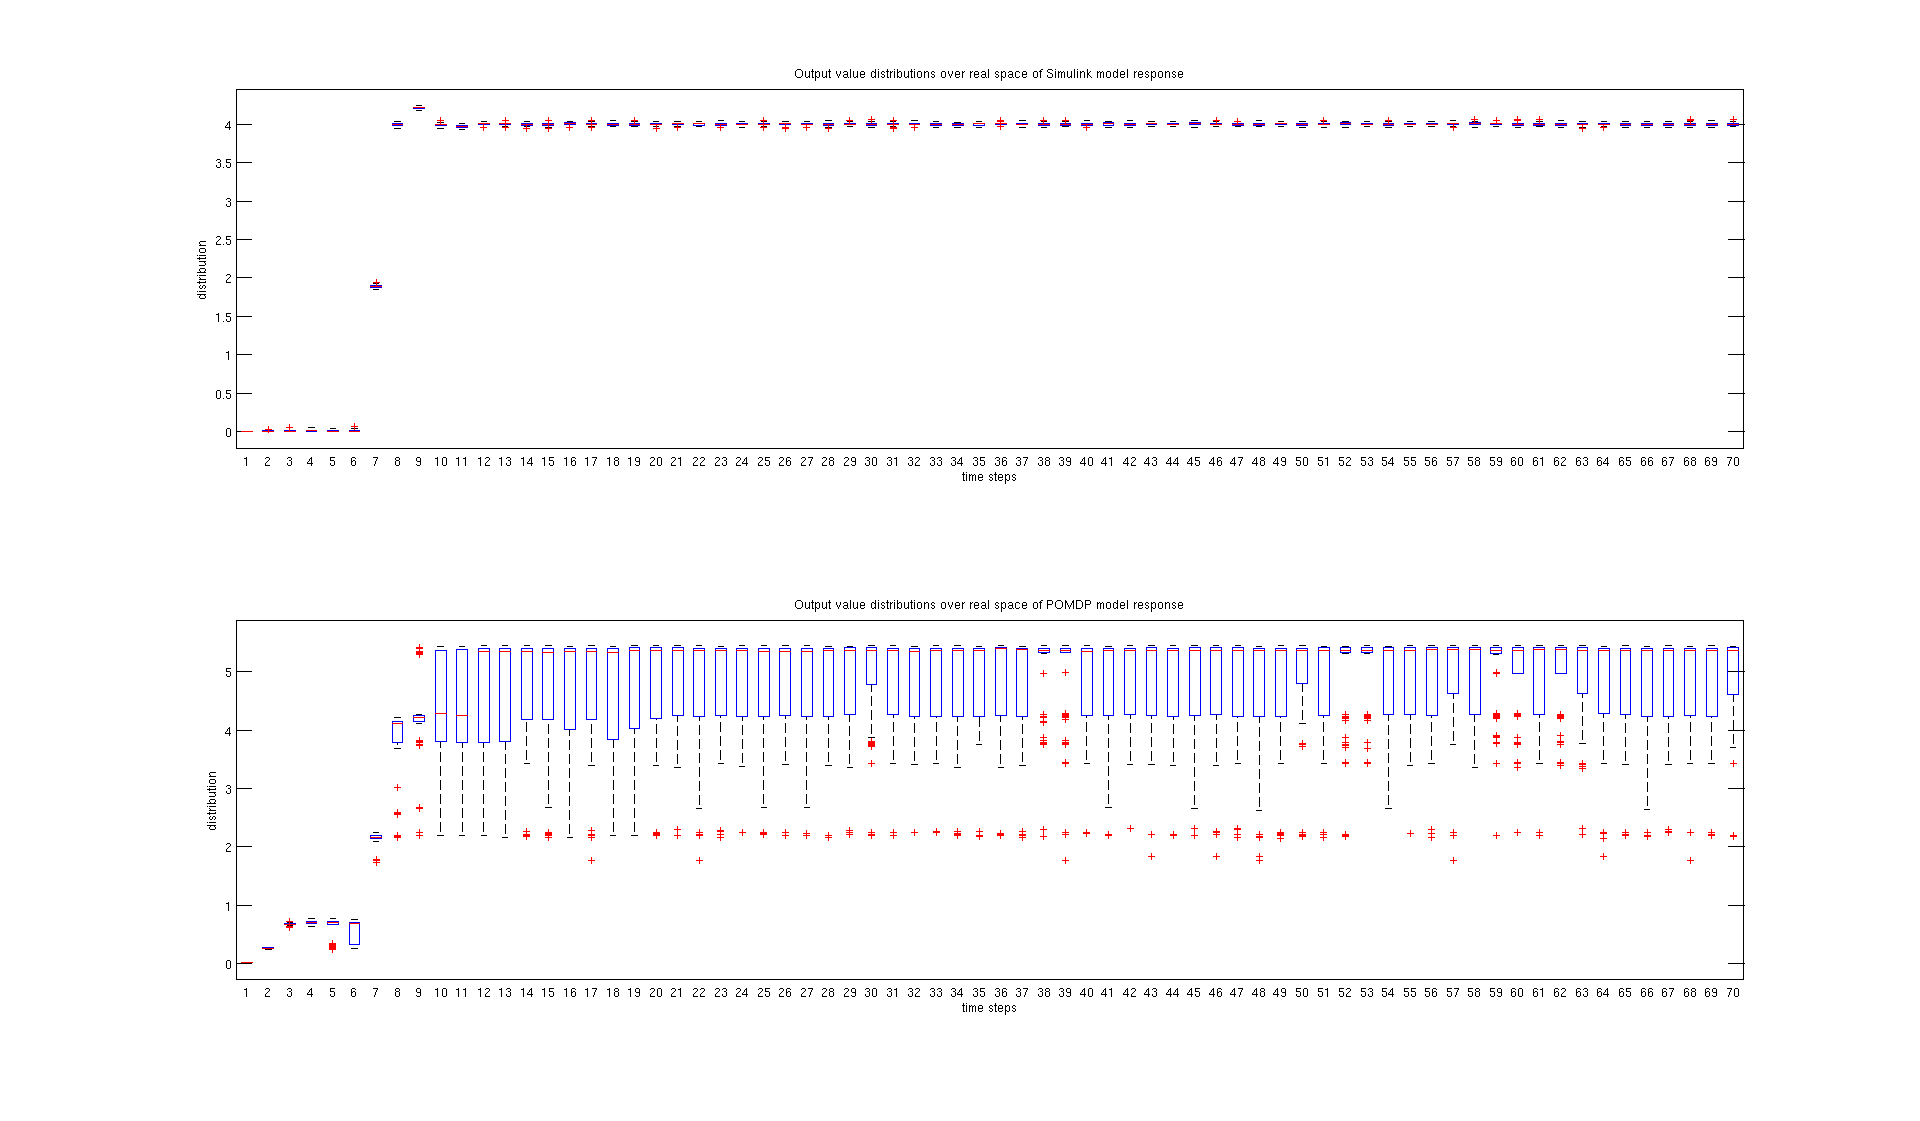 Output value distributions over real space of Simulink model response
distribution
4
3.5
3
2.5
2
1.5
1
0.5
0
1 2 3 4 5 6 7 8 9 10 11 12 13 14 15 16 17 18 19 20 21 22 23 24 25 26 27 28 29 30 31 32 33 34 35 36 37 38 39 40 41 42 43 44 45 46 47 48 49 50 51 52 53 54 55 56 57 58 59 60 61 62 63 64 65 66 67 68 69 70
time steps
Output value distributions over real space of POMDP model response
distribution
5
4
3
2
1
0
1 2 3 4 5 6 7 8 9 10 11 12 13 14 15 16 17 18 19 20 21 22 23 24 25 26 27 28 29 30 31 32 33 34 35 36 37 38 39 40 41 42 43 44 45 46 47 48 49 50 51 52 53 54 55 56 57 58 59 60 61 62 63 64 65 66 67 68 69 70
time steps